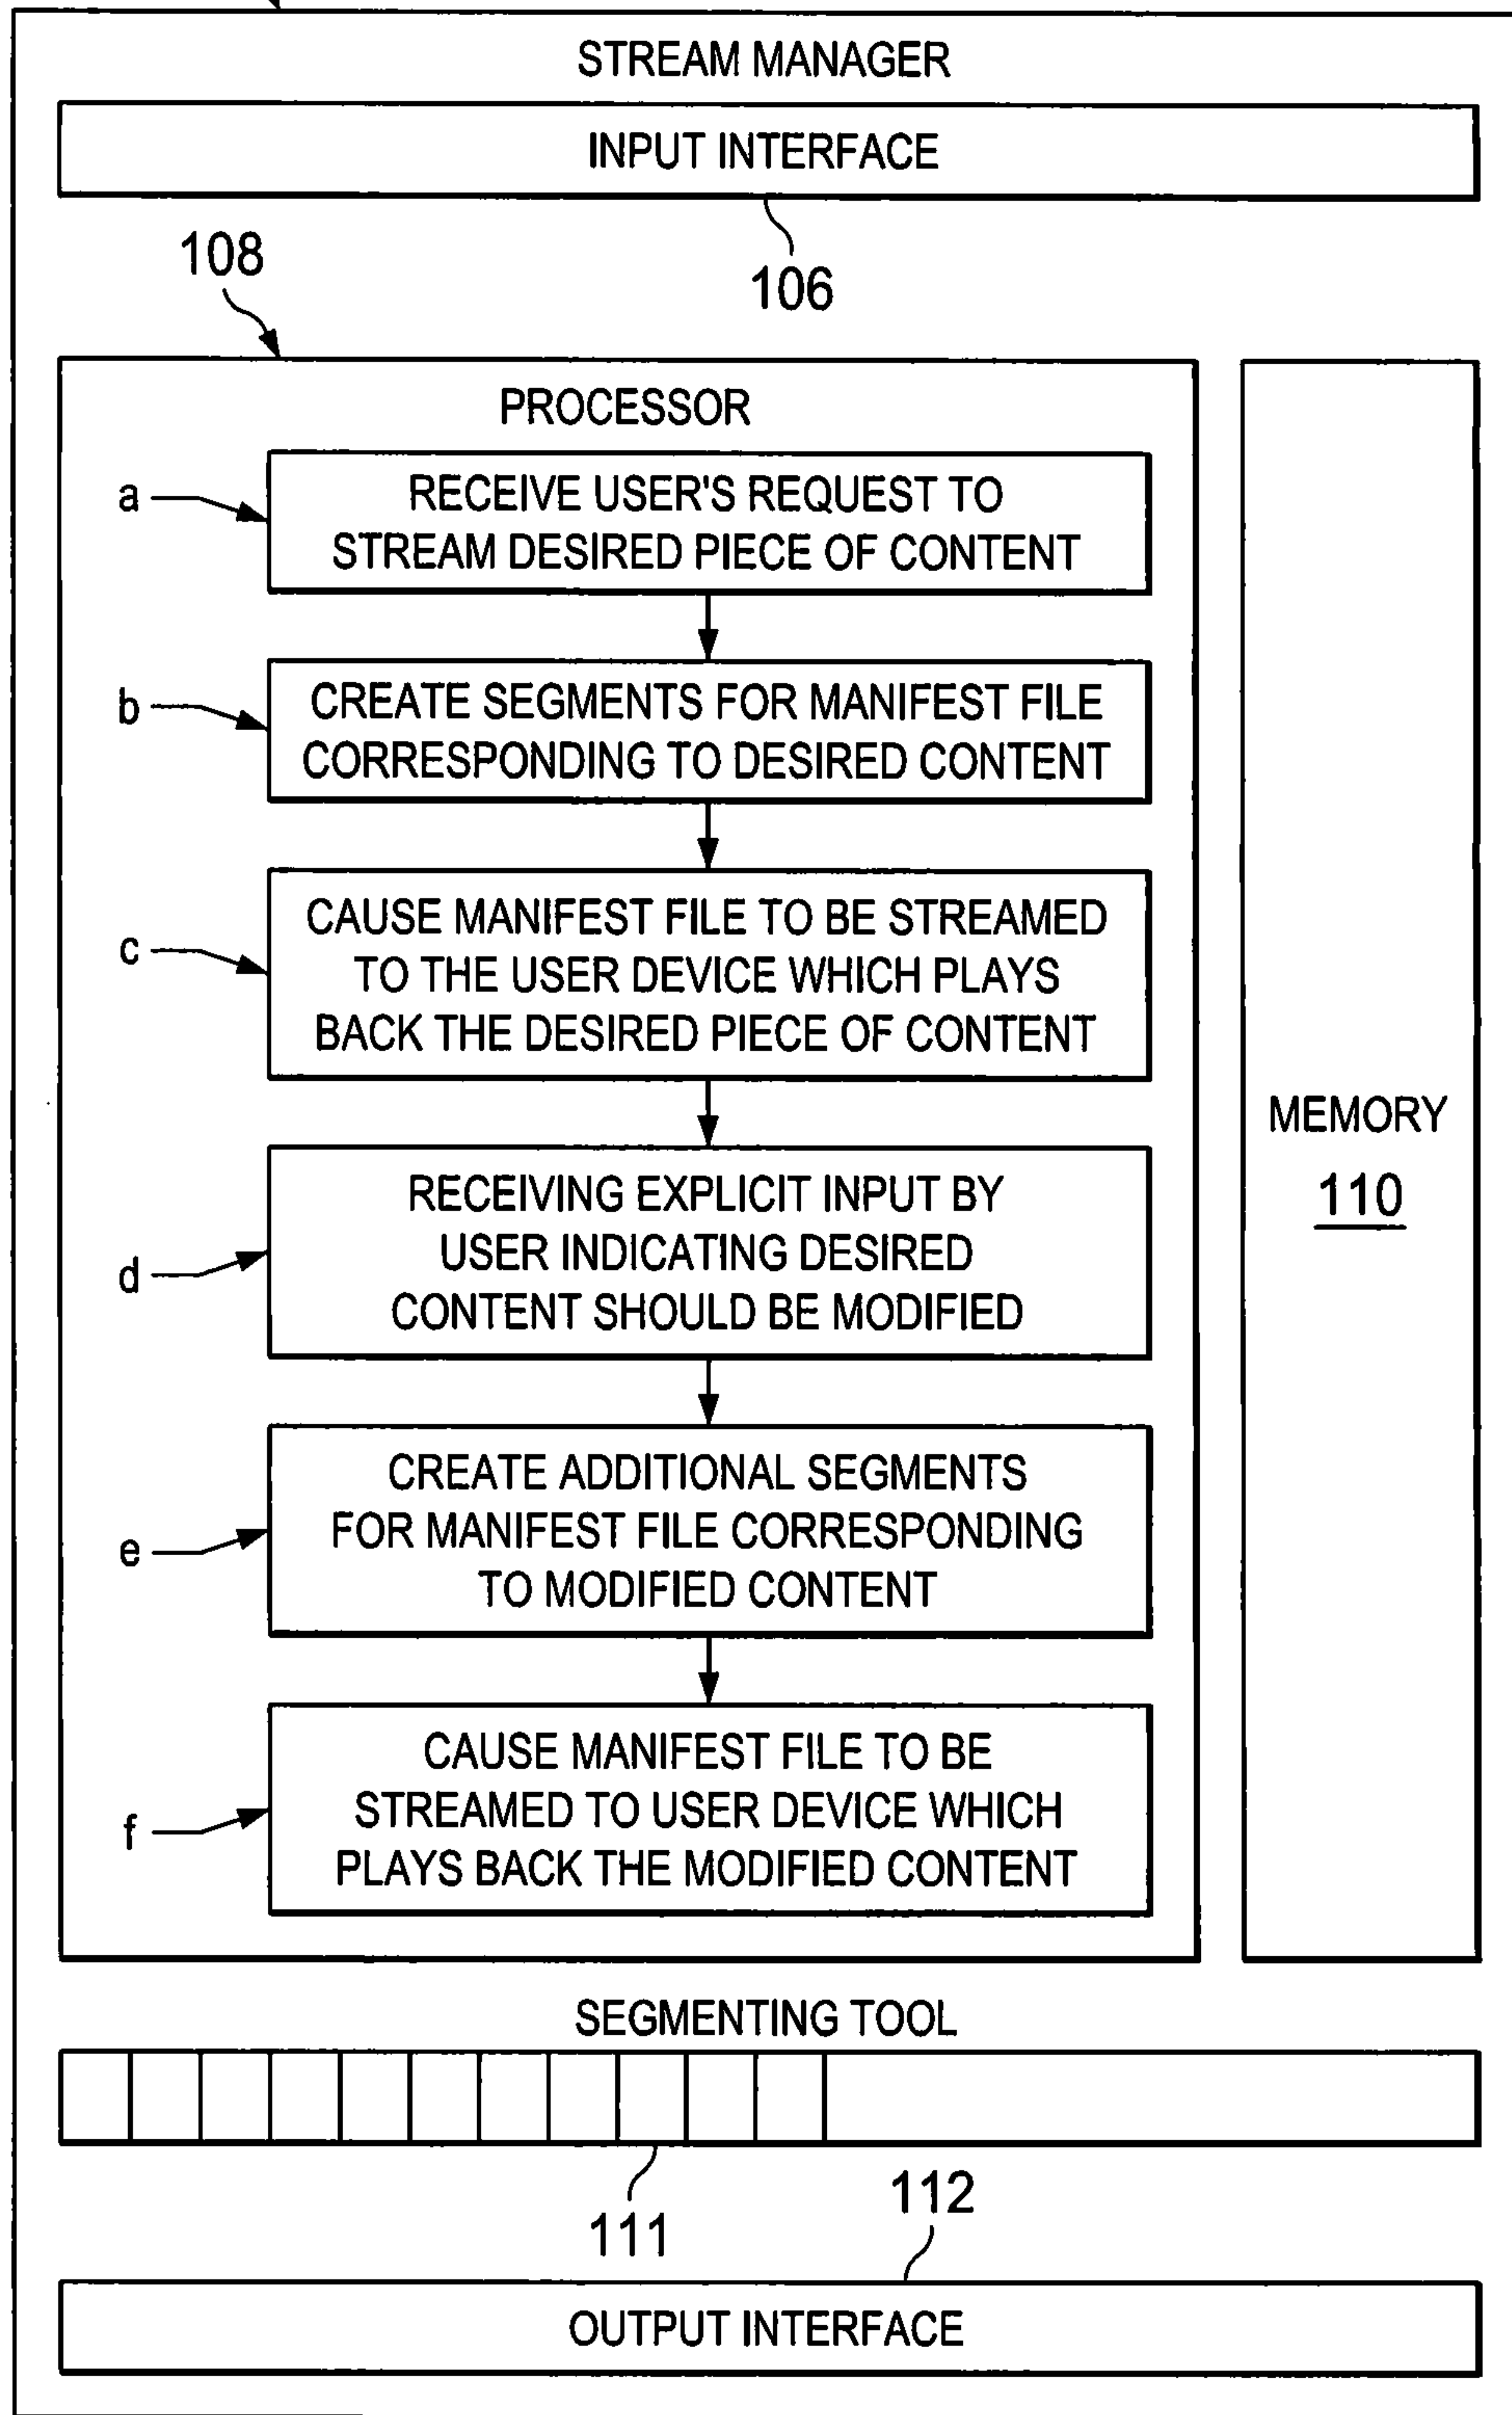 STREAM MANAGER
INPUT INTERFACE
106
108
PROCESSOR
a
RECEIVE USER'S REQUEST TO
STREAM DESIRED PIECE OF CONTENT
b
CREATE SEGMENTS FOR MANIFEST FILE
CORRESPONDING TO DESIRED CONTENT
c
CAUSE MANIFEST FILE TO BE STREAMED
TO THE USER DEVICE WHICH PLAYS
BACK THE DESIRED PIECE OF CONTENT
d
RECEIVING EXPLICIT INPUT BY
USER INDICATING DESIRED
CONTENT SHOULD BE MODIFIED
e
CREATE ADDITIONAL SEGMENTS
FOR MANIFEST FILE CORRESPONDING
TO MODIFIED CONTENT
f
CAUSE MANIFEST FILE TO BE
STREAMED TO USER DEVICE WHICH
PLAYS BACK THE MODIFIED CONTENT
MEMORY
110
SEGMENTING TOOL
111
112
OUTPUT INTERFACE